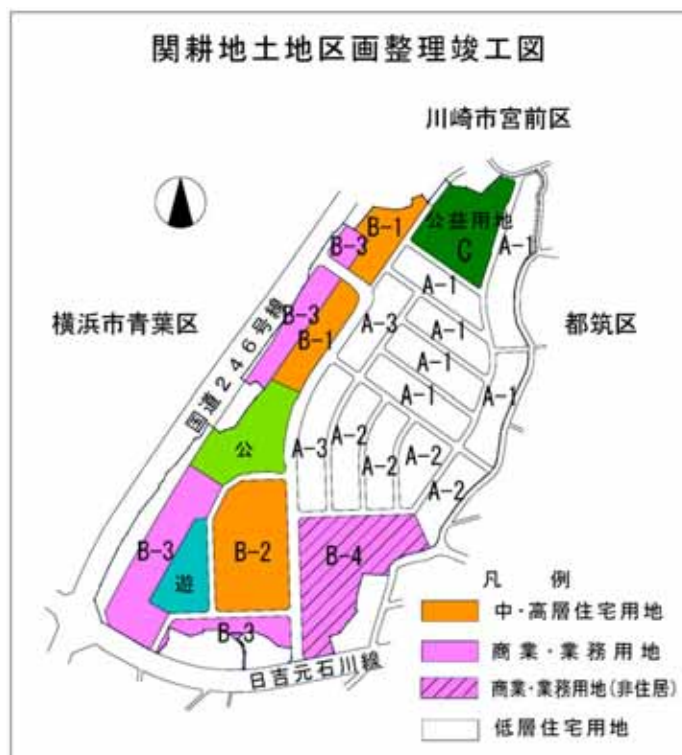 関耕地土地区画整理竣工図
川崎市宮前区
公益用地
C
B-1
B-3
A-1
A-1
横浜市青葉区
国道246号線
B-3
B-1
A-3
A-1
都筑区
A-1
A-1
A-1
公
A-3
A-2
A-2
A-2
A-2
B-3
遊
B-2
B-4
B-3
日吉元石川線
凡 例
中・高層住宅用地
商業・業務用地
商業・業務用地(非住居)
低層住宅用地